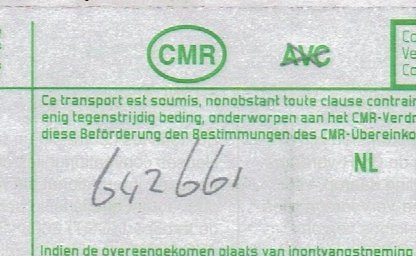 CMR AVC
Co
Ve
Co
Ce transport est soumis, nonobstant toute clause contrai
enig tegenstrijdig beding, onderworpen aan het CMR-Verdr
diese Beförderung den Bestimmungen des CMR-Übereinko
NL
642661
Indien de overeengekomen plaats van inontvangstneming